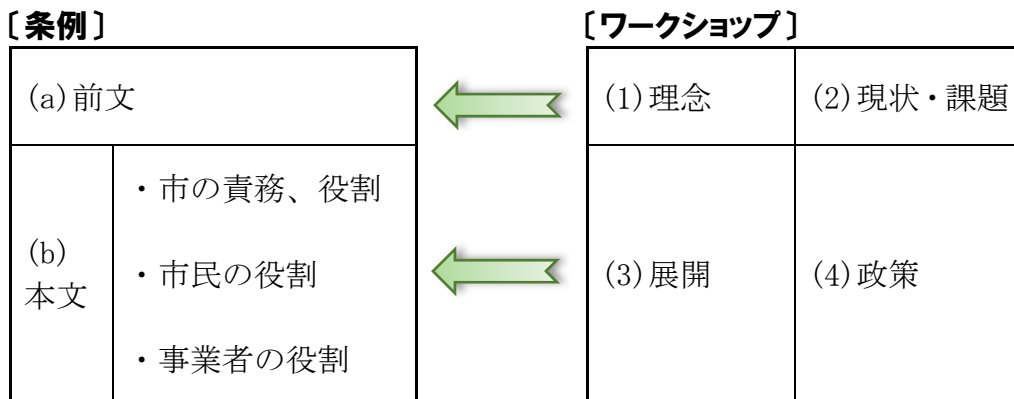 〔条例〕
(a)前文
(b)
本文
・市の責務、役割
・市民の役割
・事業者の役割
〔ワークショップ〕
(1)理念
(2)現状・課題
(3)展開
(4)政策